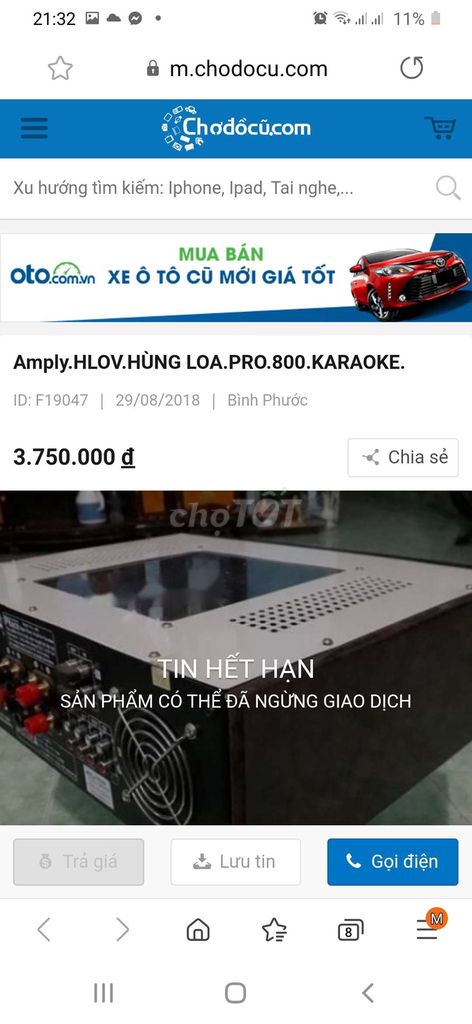 21:32
11%
m.chodocu.com
Chợđồcũ.com
Xu hướng tìm kiếm: Iphone, Ipad, Tai nghe,...
MUA BÁN
oto.com.vn XE Ô TÔ CŨ MỚI GIÁ TỐT
Amply.HLOV.HÙNG LOA.PRO.800.KARAOKE.
ID: F19047 | 29/08/2018 | Bình Phước
3.750.000 đ
Chia sẻ
chợTỐT
TIN HẾT HẠN
SẢN PHẨM CÓ THỂ ĐÃ NGỪNG GIAO DỊCH
Trả giá
Lưu tin
Gọi điện
8
M